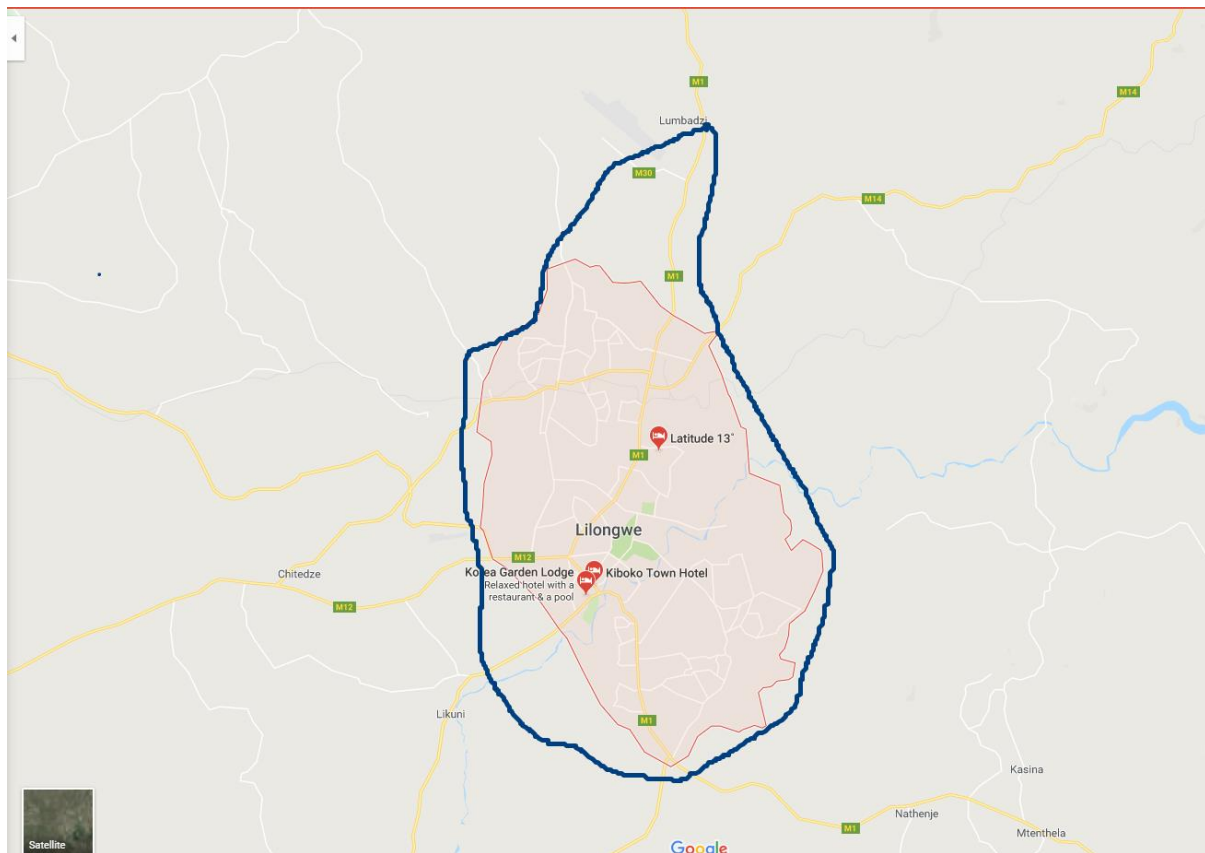 M1
M14
Lumbadzi
M30
M14
M1
Latitude 13°
M1
Lilongwe
M12
Korea Garden Lodge
Relaxed hotel with a
restaurant & a pool
Kiboko Town Hotel
Chitedze
M12
Likuni
M1
Kasina
Nathenje
M1
Mtenthela
Satellite
Google